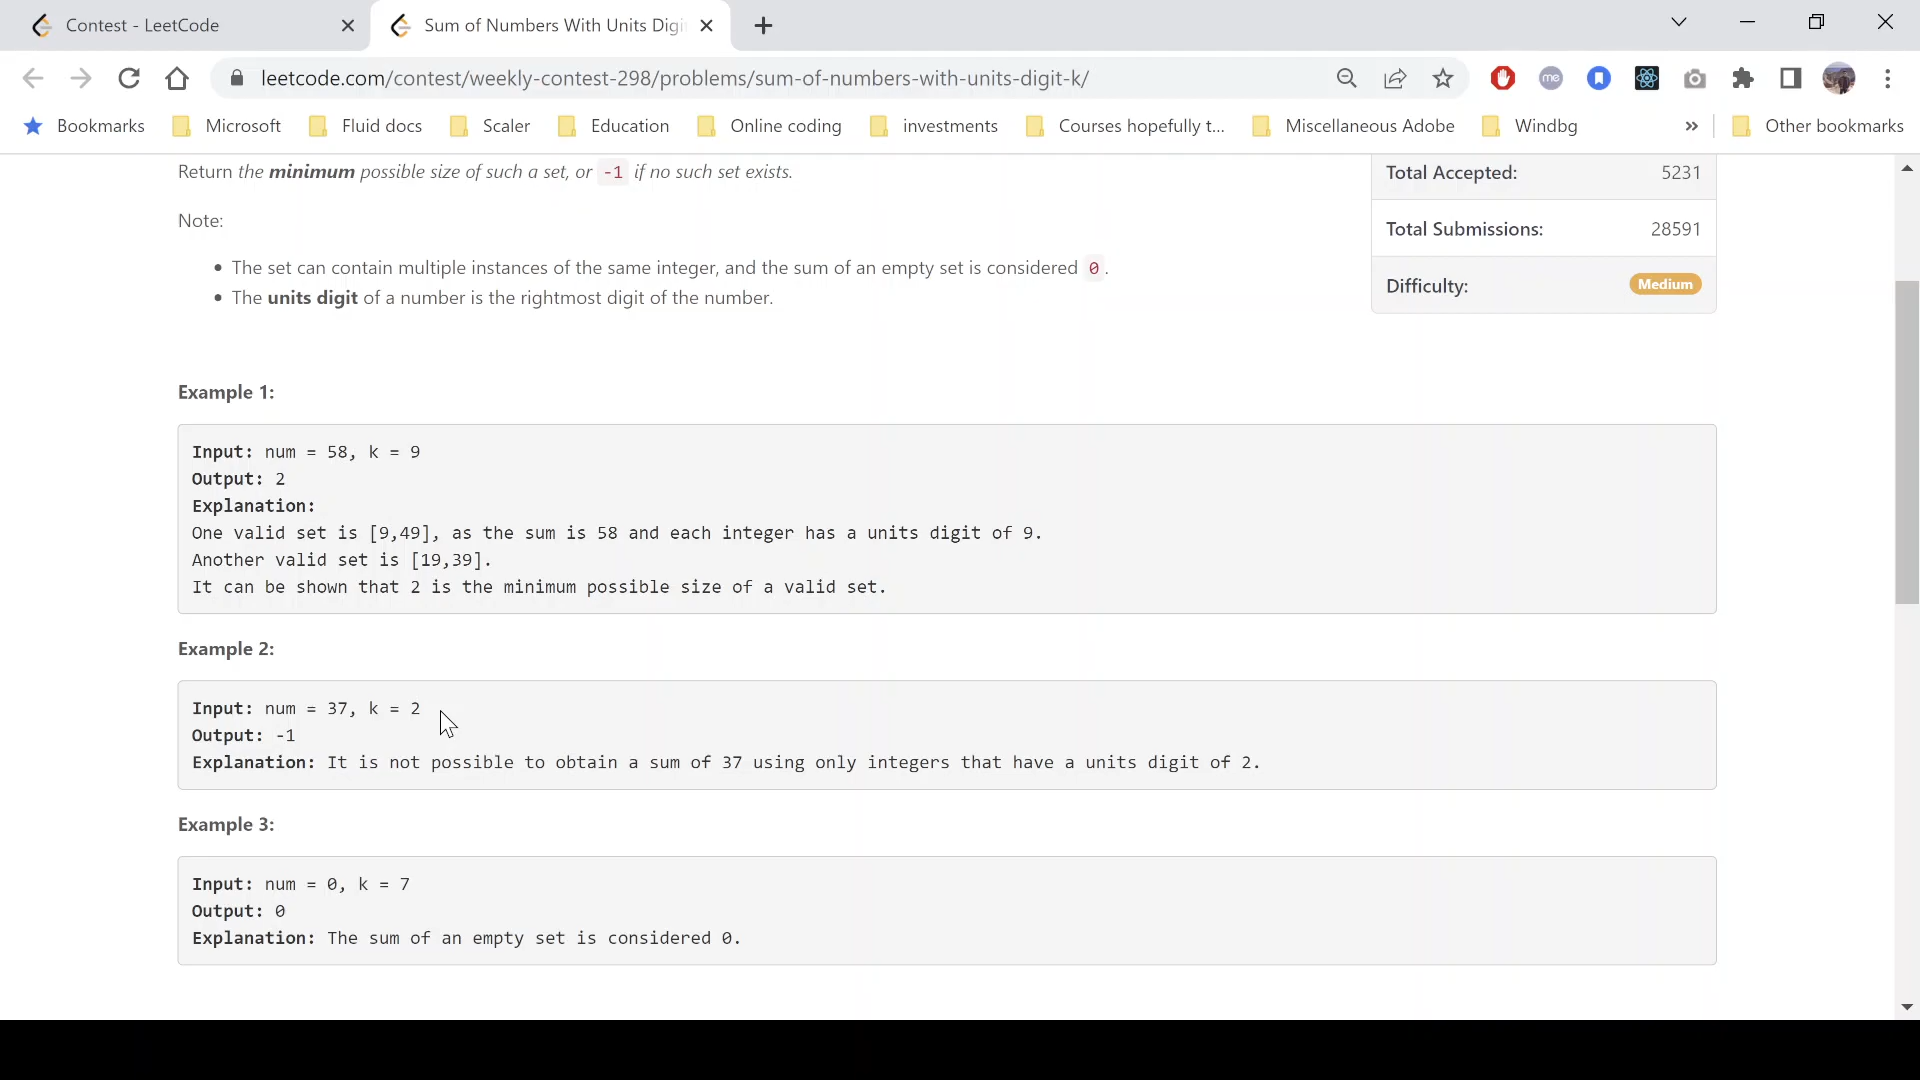 Contest - LeetCode
Sum of Numbers With Units Digi
leetcode.com/contest/weekly-contest-298/problems/sum-of-numbers-with-units-digit-k/
me
Bookmarks Microsoft Fluid docs Scaler Education Online coding investments Courses hopefully t... Miscellaneous Adobe Windbg » Other bookmarks
Return the minimum possible size of such a set, or -1 if no such set exists.
Total Accepted: 5231
Note:
Total Submissions: 28591
• The set can contain multiple instances of the same integer, and the sum of an empty set is considered 0.
Difficulty: Medium
• The units digit of a number is the rightmost digit of the number.
Example 1:
Input: num = 58, k = 9
Output: 2
Explanation:
One valid set is [9,49], as the sum is 58 and each integer has a units digit of 9.
Another valid set is [19,39].
It can be shown that 2 is the minimum possible size of a valid set.
Example 2:
Input: num = 37, k = 2
Output: -1
Explanation: It is not possible to obtain a sum of 37 using only integers that have a units digit of 2.
Example 3:
Input: num = 0, k = 7
Output: 0
Explanation: The sum of an empty set is considered 0.